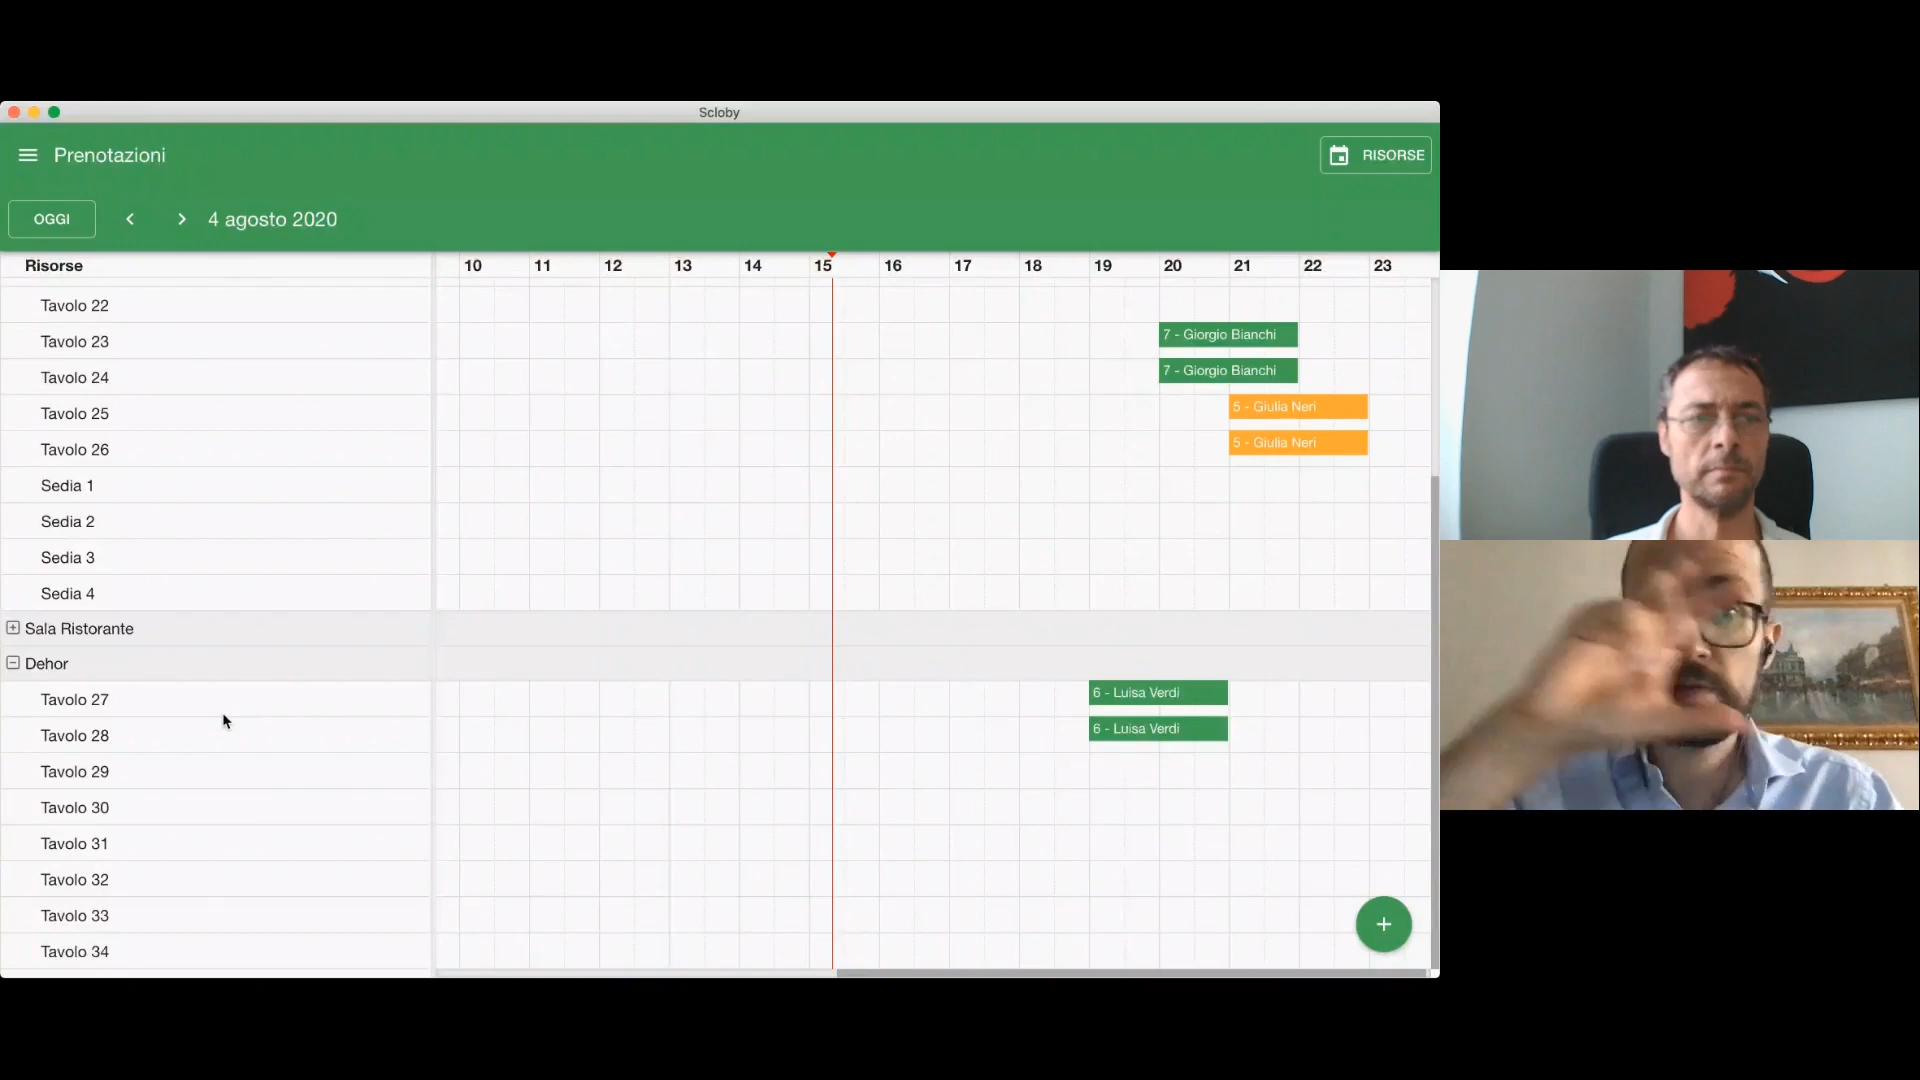 Scloby
Prenotazioni
RISORSE
OGGI
4 agosto 2020
Risorse
10 11 12 13 14 15 16 17 18 19 20 21 22 23
Tavolo 22
Tavolo 23
7 - Giorgio Bianchi
Tavolo 24
7 - Giorgio Bianchi
Tavolo 25
5 - Giulia Neri
Tavolo 26
5 - Giulia Neri
Sedia 1
Sedia 2
Sedia 3
Sedia 4
Sala Ristorante
Dehor
Tavolo 27
6 - Luisa Verdi
Tavolo 28
6 - Luisa Verdi
Tavolo 29
Tavolo 30
Tavolo 31
Tavolo 32
Tavolo 33
Tavolo 34